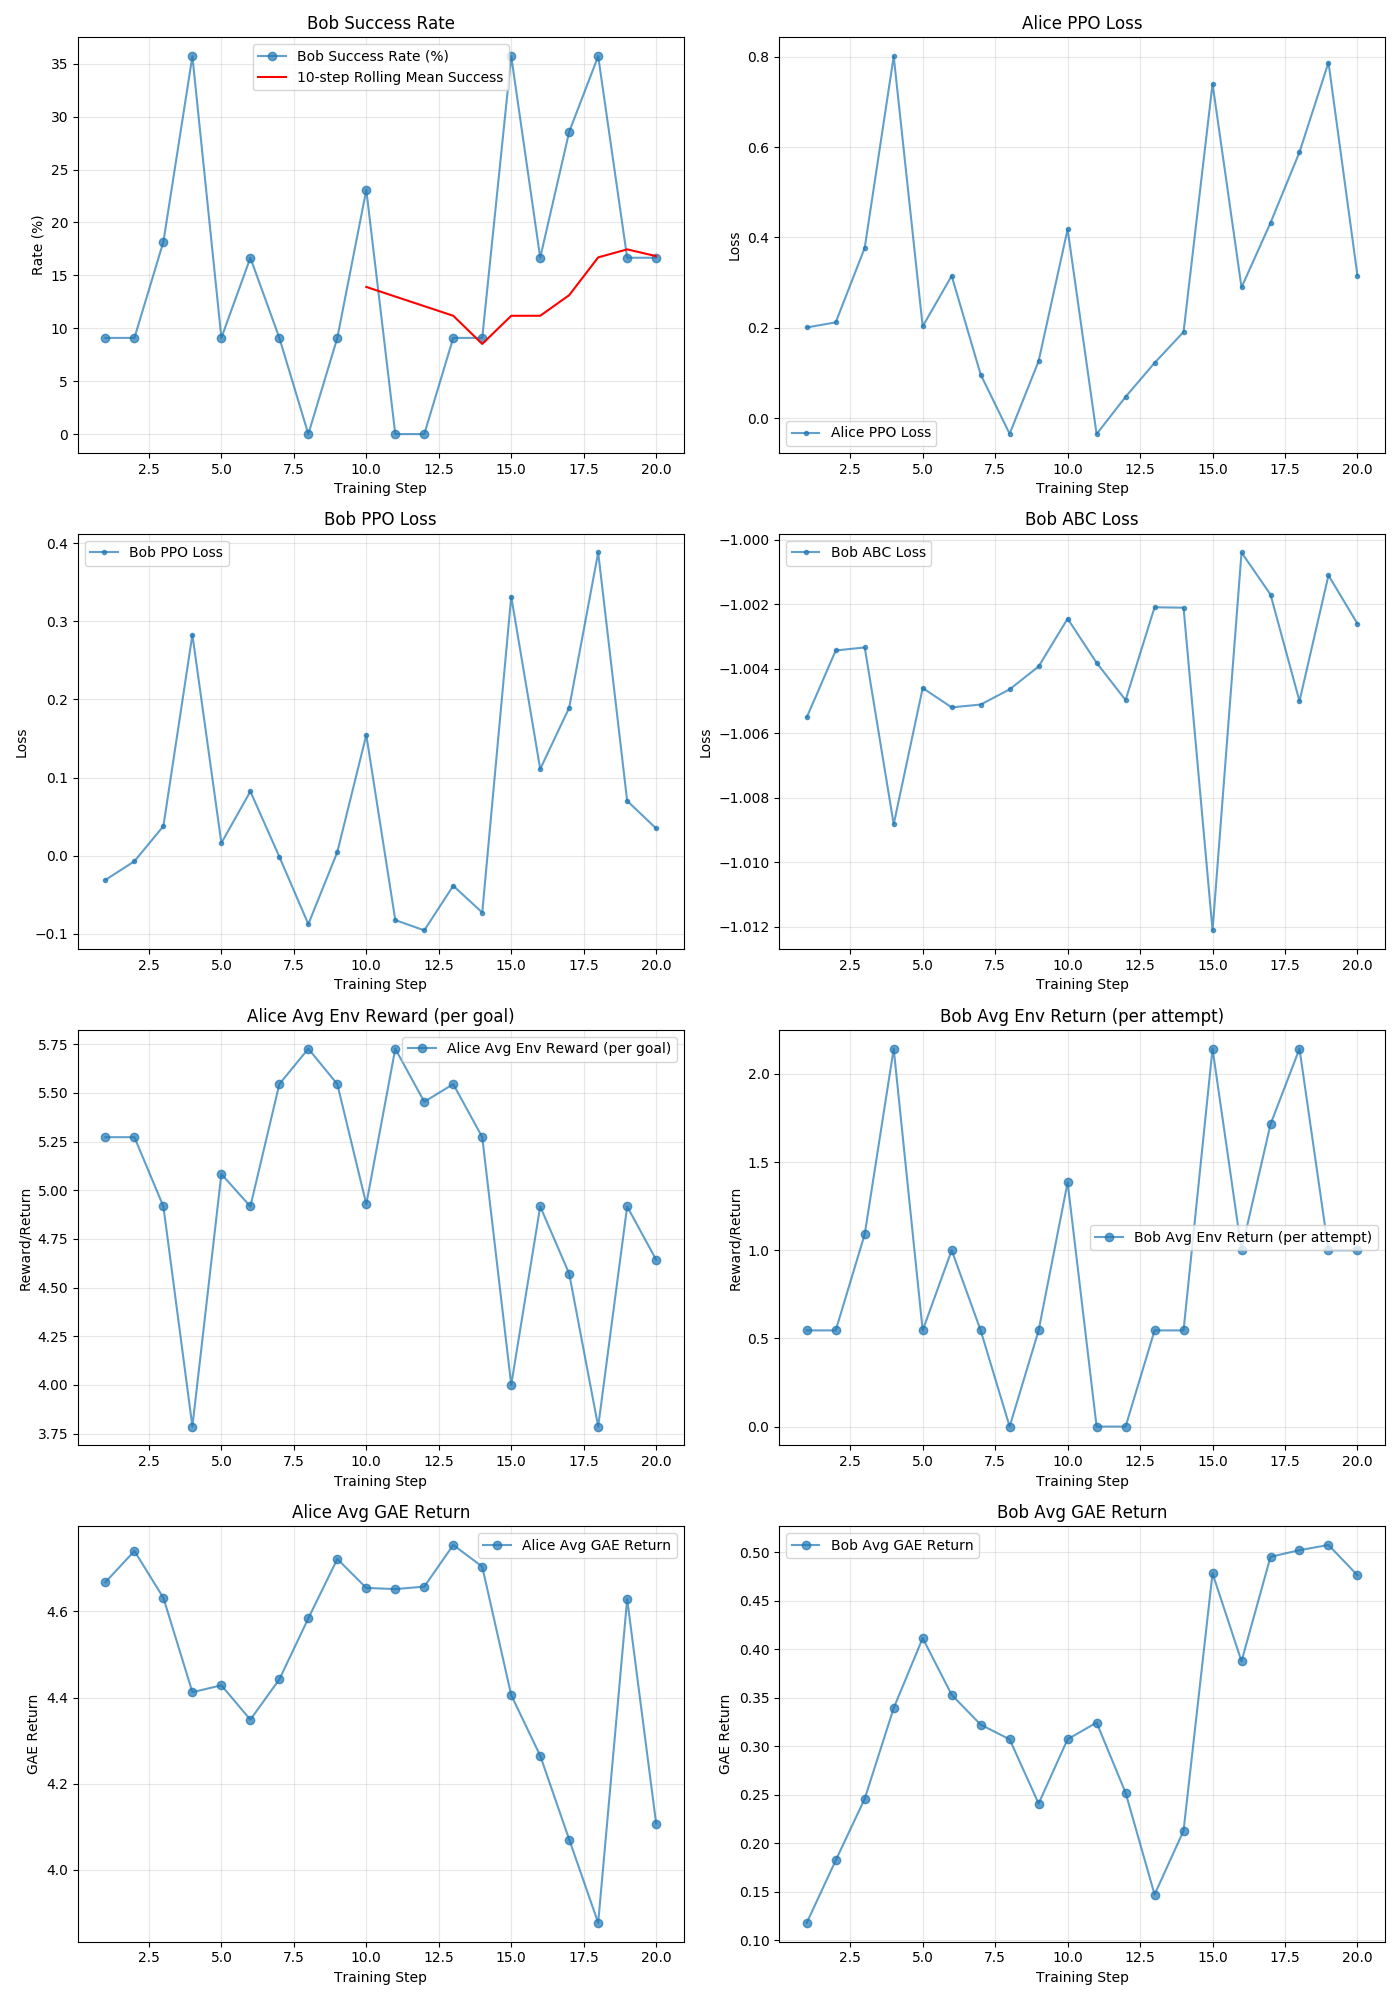 Bob Success Rate
Bob Success Rate (%)
10-step Rolling Mean Success
Rate (%)
35
30
25
20
15
10
5
0
2.5 5.0 7.5 10.0 12.5 15.0 17.5 20.0
Training Step
Alice PPO Loss
Loss
0.8
0.6
0.4
0.2
0.0
Alice PPO Loss
2.5 5.0 7.5 10.0 12.5 15.0 17.5 20.0
Training Step
Bob PPO Loss
Bob PPO Loss
Loss
0.4
0.3
0.2
0.1
0.0
−0.1
2.5 5.0 7.5 10.0 12.5 15.0 17.5 20.0
Training Step
Bob ABC Loss
Bob ABC Loss
Loss
−1.000
−1.002
−1.004
−1.006
−1.008
−1.010
−1.012
2.5 5.0 7.5 10.0 12.5 15.0 17.5 20.0
Training Step
Alice Avg Env Reward (per goal)
Alice Avg Env Reward (per goal)
Reward/Return
5.75
5.50
5.25
5.00
4.75
4.50
4.25
4.00
3.75
2.5 5.0 7.5 10.0 12.5 15.0 17.5 20.0
Training Step
Bob Avg Env Return (per attempt)
Reward/Return
2.0
1.5
1.0
0.5
0.0
Bob Avg Env Return (per attempt)
2.5 5.0 7.5 10.0 12.5 15.0 17.5 20.0
Training Step
Alice Avg GAE Return
Alice Avg GAE Return
GAE Return
4.6
4.4
4.2
4.0
2.5 5.0 7.5 10.0 12.5 15.0 17.5 20.0
Training Step
Bob Avg GAE Return
Bob Avg GAE Return
GAE Return
0.50
0.45
0.40
0.35
0.30
0.25
0.20
0.15
0.10
2.5 5.0 7.5 10.0 12.5 15.0 17.5 20.0
Training Step